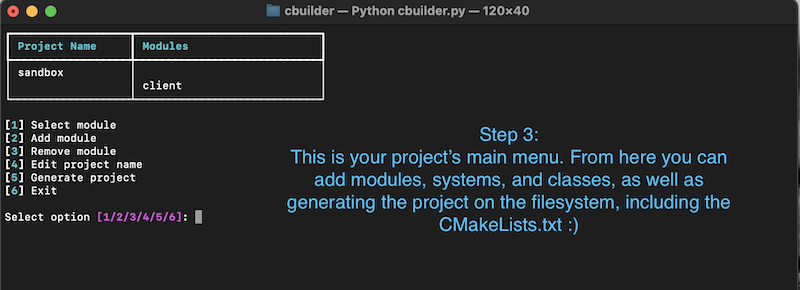 cbuilder — Python cbuilder.py — 120×40
Project Name Modules
sandbox
client
[1] Select module
[2] Add module
[3] Remove module
[4] Edit project name
[5] Generate project
[6] Exit
Select option [1/2/3/4/5/6]:
Step 3:
This is your project’s main menu. From here you can
add modules, systems, and classes, as well as
generating the project on the filesystem, including the
CMakeLists.txt :)